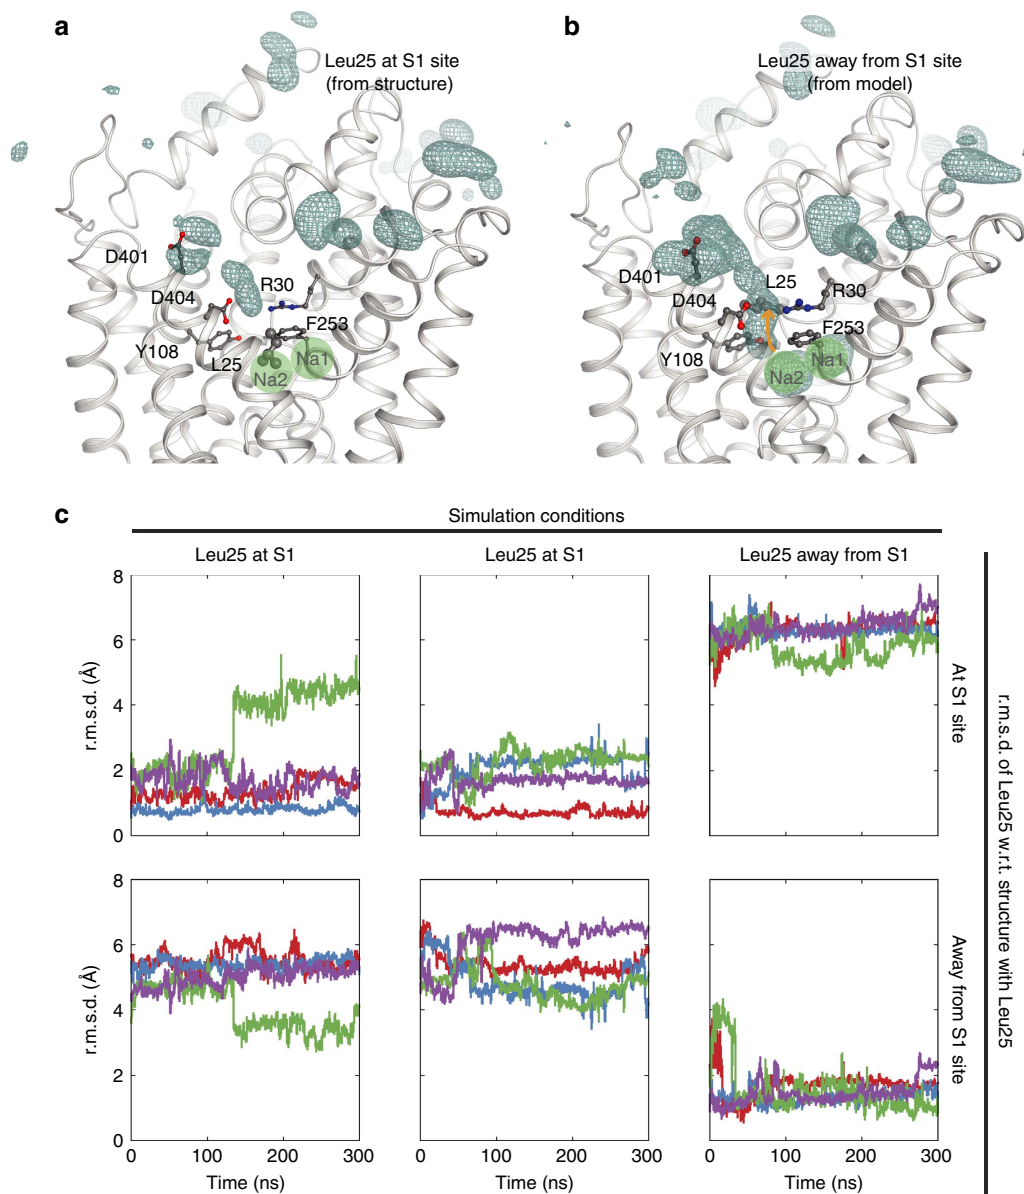 a
Leu25 at S1 site
(from structure)
D401
D404
R30
F253
Y108
L25
Na2
Na1
b
Leu25 away from S1 site
(from model)
D401
D404
L25
R30
F253
Y108
Na2
Na1
c
Simulation conditions
Leu25 at S1
Leu25 at S1
Leu25 away from S1
8
6
4
2
0
r.m.s.d. (Å)
At S1 site
8
6
4
2
0
r.m.s.d. (Å)
Away from S1 site
r.m.s.d. of Leu25 w.r.t. structure with Leu25
0 100 200 300
0 100 200 300
0 100 200 300
Time (ns)
Time (ns)
Time (ns)